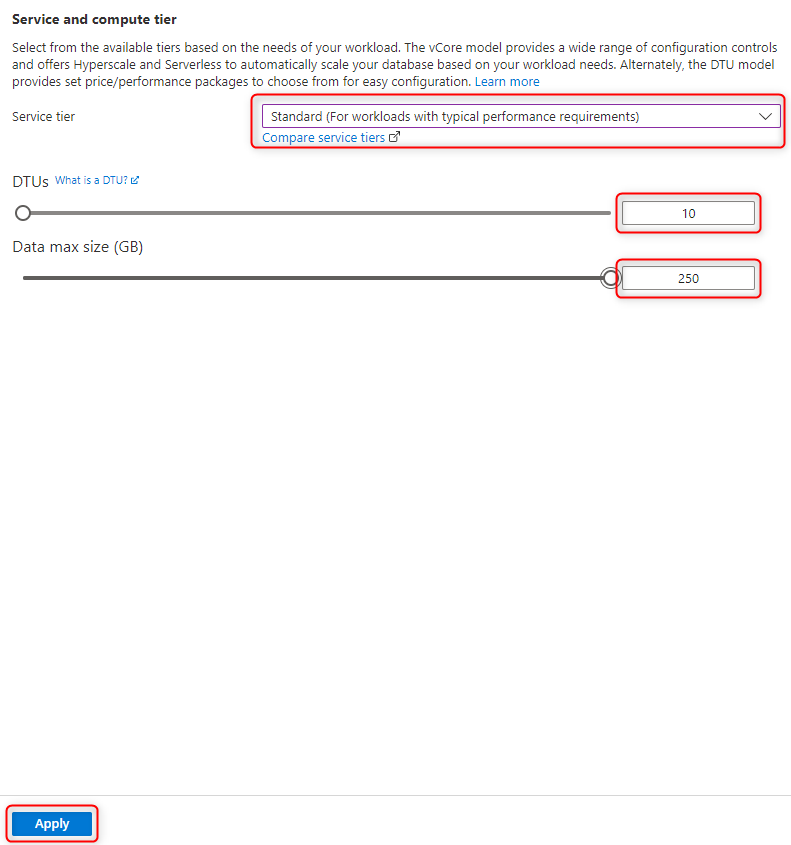 Service and compute tier
Select from the available tiers based on the needs of your workload. The vCore model provides a wide range of configuration controls
and offers Hyperscale and Serverless to automatically scale your database based on your workload needs. Alternately, the DTU model
provides set price/performance packages to choose from for easy configuration. Learn more
Service tier
Standard (For workloads with typical performance requirements)
Compare service tiers
DTUs What is a DTU?
10
Data max size (GB)
250
Apply